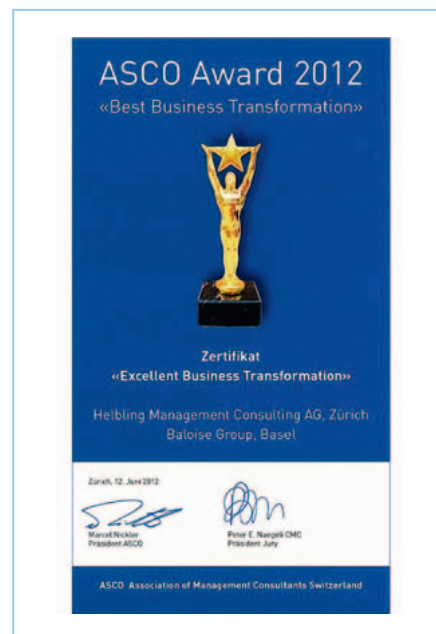 ASCO Award 2012
«Best Business Transformation»
Zertifikat
«Excellent Business Transformation»
Helbling Management Consulting AG, Zürich
Baloise Group, Basel
Zürich, 12. Juni 2012
Marcel Nickler
Präsident ASCO
Peter E. Naegeli CMC
Präsident Jury
ASCO Association of Management Consultants Switzerland